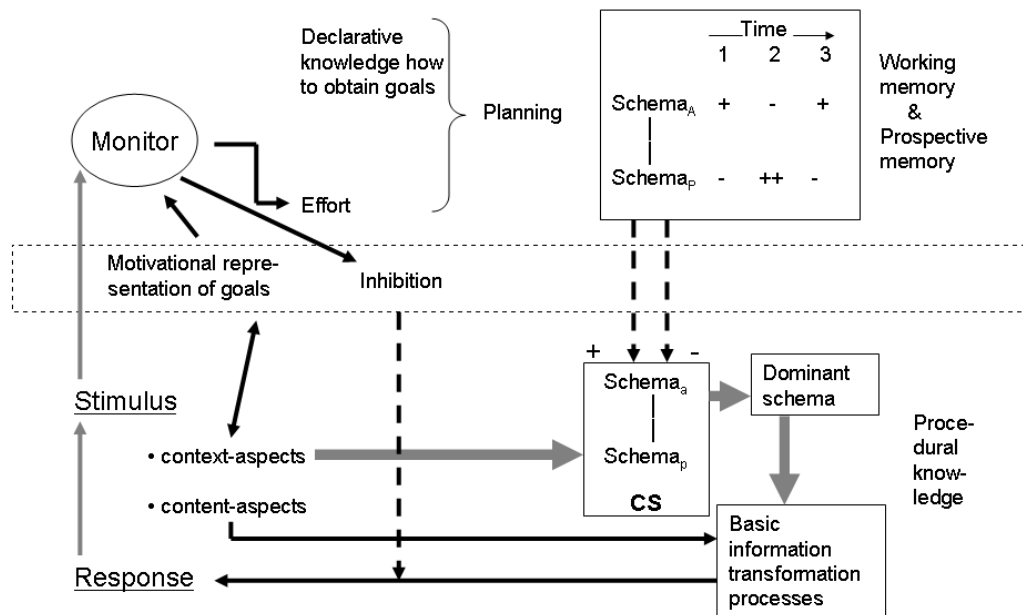 Declarative
knowledge how
to obtain goals
Planning
Monitor
Effort
Time
1 2 3
Schema_A + - +
Schema_P - ++ -
Working
memory
&
Prospective
memory
Motivational repre-
sentation of goals
Inhibition
Stimulus
• context-aspects
• content-aspects
Response
+ -
Schema_a
Schema_p
CS
Dominant
schema
Proce-
dural
know-
ledge
Basic
information
transformation
processes